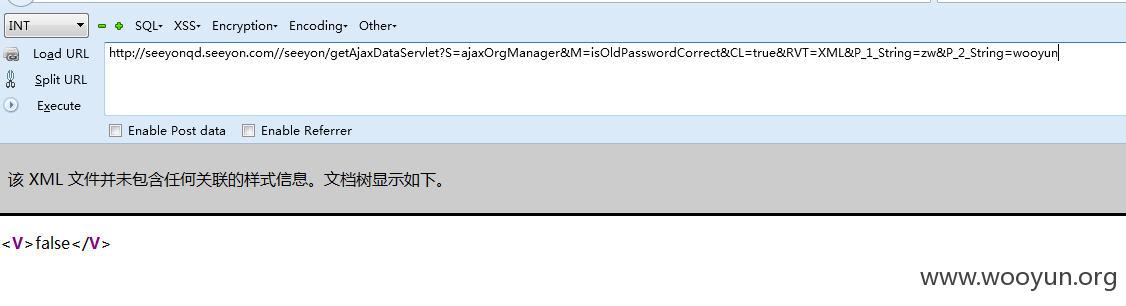 INT SQL- XSS- Encryption- Encoding- Other-
Load URL http://seeyonqd.seeyon.com//seeyon/getAjaxDataServlet?S=ajaxOrgManager&M=isOldPasswordCorrect&CL=true&RVT=XML&P_1_String=zw&P_2_String=wooyun
Split URL
Execute
Enable Post data Enable Referrer
该 XML 文件并未包含任何关联的样式信息。文档树显示如下。
<V>false</V>
www.wooyun.org